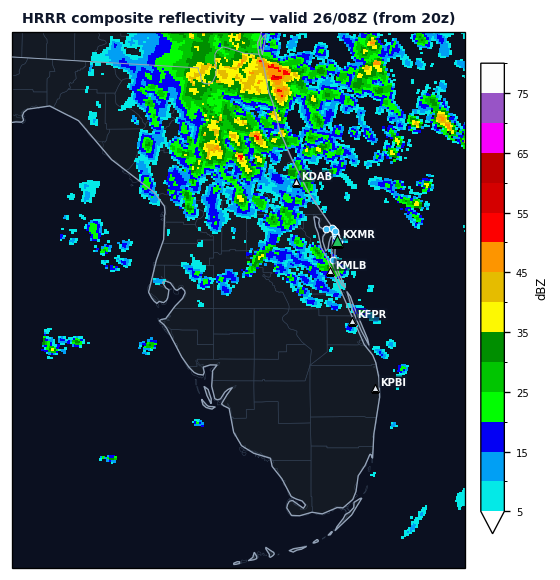 HRRR composite reflectivity — valid 26/08Z (from 20z)
KDAB
KXMR
KMLB
KFPR
KPBI
75
65
55
45
35
25
15
5
dBZ